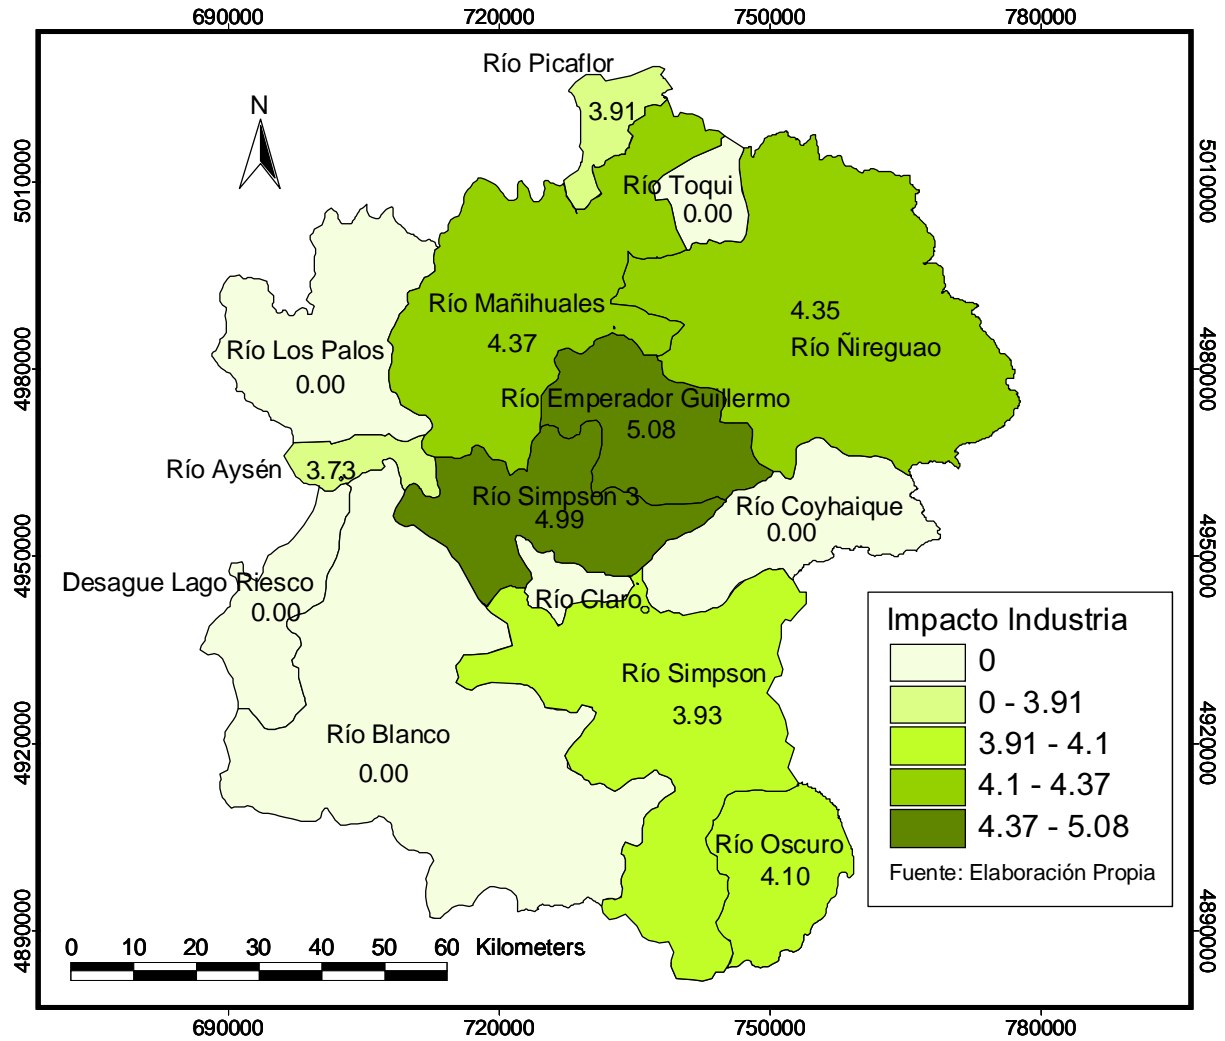 690000 720000 750000 780000
Río Picaflor
3.91
N
5010000
5010000
Río Toqui
0.00
Río Mañihuales
4.37
4.35
Río Ñireguao
Río Los Palos
0.00
4980000
4980000
Río Emperador Guillermo
5.08
Río Aysén
3.73
Río Simpson 3
4.99
Río Coyhaique
0.00
4950000
4950000
Desague Lago Riesco
0.00
Río Claro
Río Simpson
3.93
Río Blanco
0.00
4920000
4920000
Río Oscuro
4.10
Impacto Industria
0
0 - 3.91
3.91 - 4.1
4.1 - 4.37
4.37 - 5.08
Fuente: Elaboración Propia
4890000
4890000
0 10 20 30 40 50 60 Kilometers
690000 720000 750000 780000